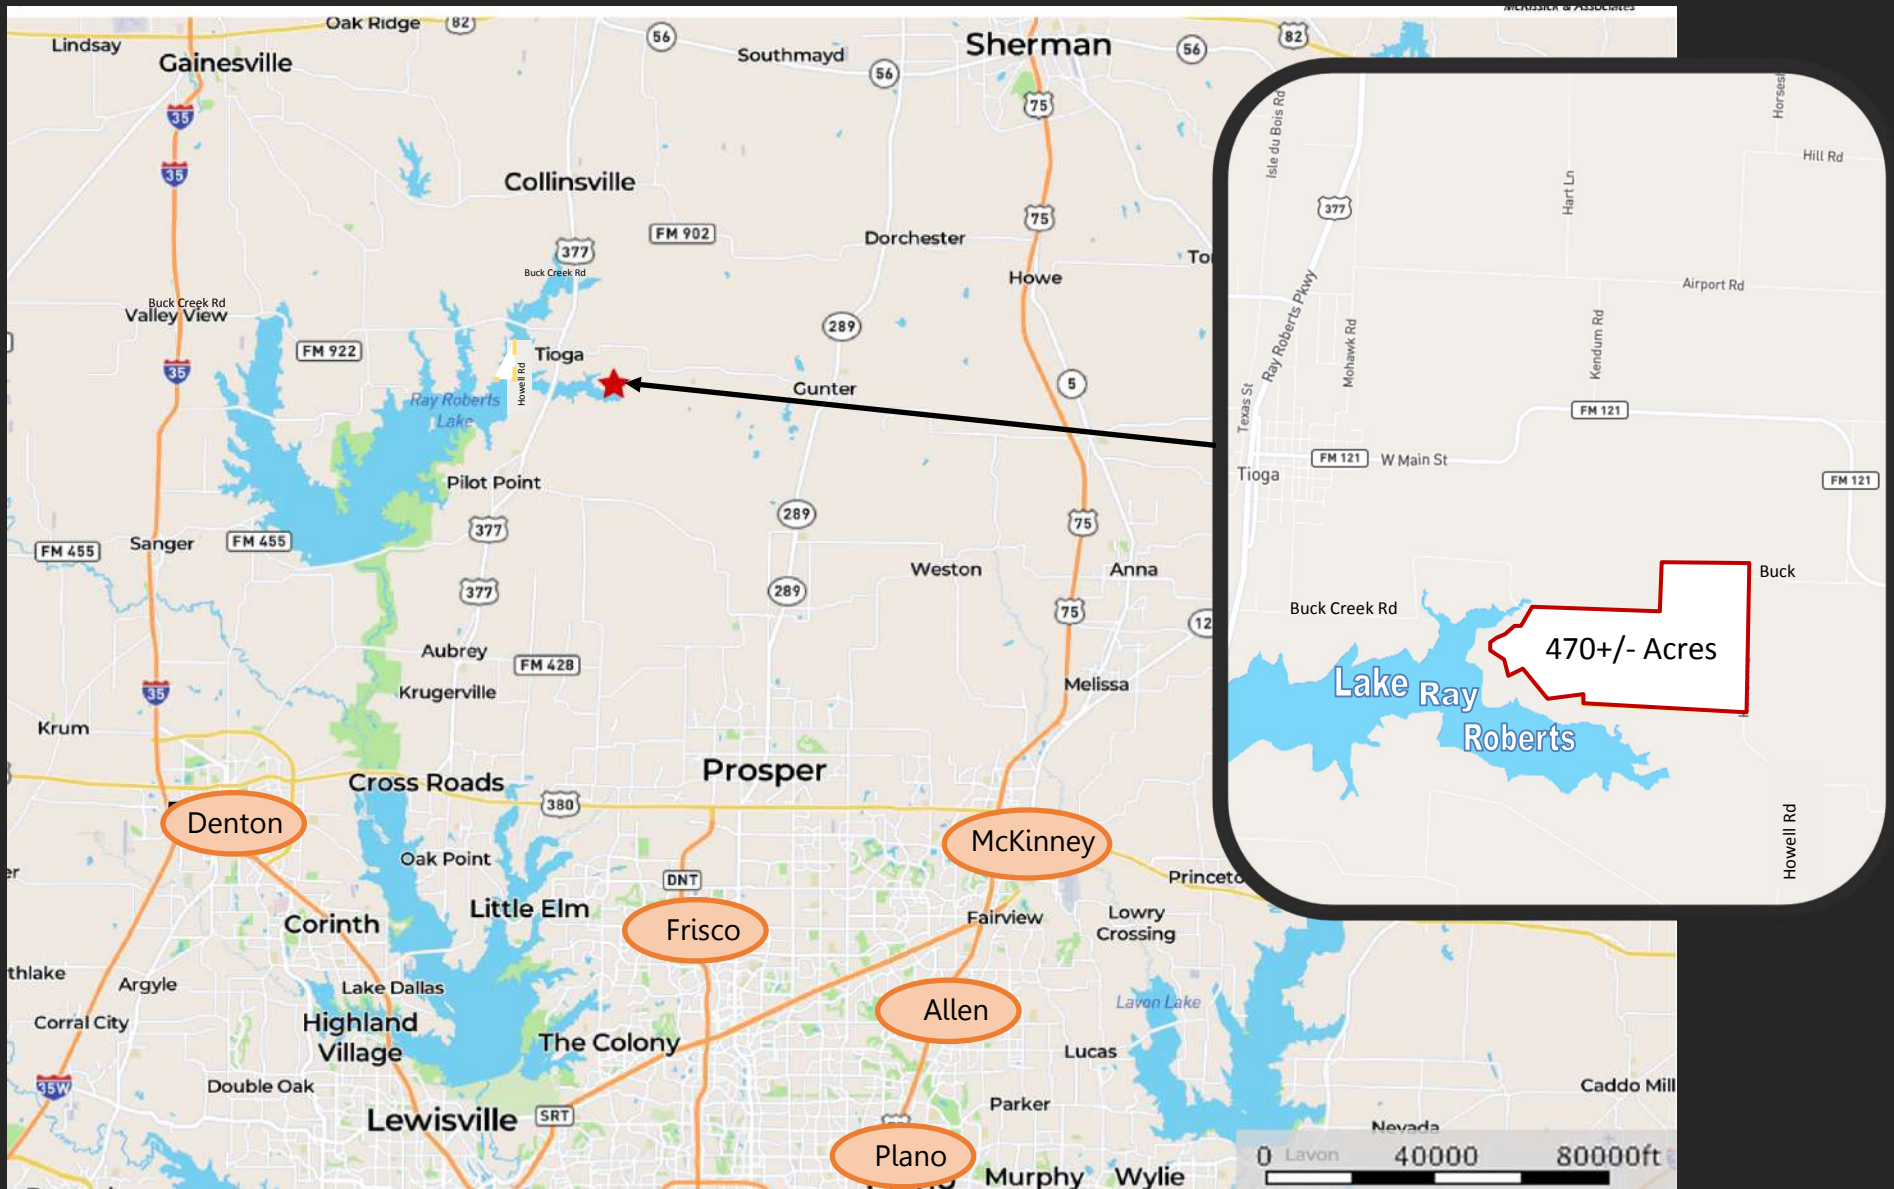 McKissick & Associates
Lindsay
Oak Ridge
82
Gainesville
56
Southmayd
56
Sherman
56
82
35
75
35
Collinsville
FM 902
75
Dorchester
377
Buck Creek Rd
Howe
Buck Creek Rd
Valley View
FM 922
289
Tioga
Howell Rd
35
Gunter
5
Ray Roberts
Lake
Pilot Point
377
289
75
FM 455
Sanger
FM 455
Weston
Anna
377
289
75
12
Aubrey
FM 428
Krugerville
Melissa
35
Krum
Prosper
Cross Roads
380
Denton
McKinney
Oak Point
DNT
Princeto
Little Elm
Corinth
Frisco
Fairview
Lowry
Crossing
thlake
Argyle
Lake Dallas
Allen
Lavon Lake
Corral City
Highland
Village
The Colony
Lucas
35W
Double Oak
Caddo Mill
Lewisville
SRT
Parker
Nevada
Plano
Murphy
Wylie
Lavon
0 40000 80000ft
Isle du Bois Rd
Horsesh
Hill Rd
Hart Ln
377
Ray Roberts Pkwy
Airport Rd
Mohawk Rd
Kendum Rd
Texas St
FM 121
FM 121
W Main St
Tioga
FM 121
Buck
Buck Creek Rd
470+/- Acres
Lake Ray
Roberts
Howell Rd